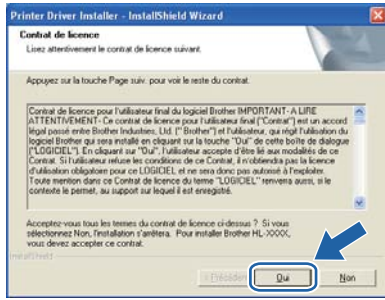 Printer Driver Installer - InstallShield Wizard
Contrat de licence
Lisez attentivement le contrat de licence suivant.
Appuyez sur la touche Page suiv. pour voir le reste du contrat.
Contrat de licence pour l'utilisateur final du logiciel Brother IMPORTANT- A LIRE
ATTENTIVEMENT- Ce contrat de licence pour l'utilisateur final ("Contrat") est un accord
légal passé entre Brother Industries, Ltd. (" Brother") et l'utilisateur, qui régit l'utilisation du
logiciel Brother qui sera installé en cliquant sur la touche "Oui" de cette boîte de dialogue
("LOGICIEL"). En cliquant sur "Oui", l'utilisateur accepte d'être lié aux modalités de ce
Contrat. Si l'utilisateur refuse les conditions de ce Contrat, il n'obtiendra pas la licence
d'utilisation obligatoire pour ce LOGICIEL et ne sera donc pas autorisé à l'exploiter.
Toute mention dans ce Contrat de licence du terme "LOGICIEL" renverra aussi, si le
contexte le permet, au support sur lequel il est enregistré.
Acceptez-vous tous les termes du contrat de licence ci-dessus ? Si vous
sélectionnez Non, l'installation s'arrêtera. Pour installer Brother HL-XXXX,
vous devez accepter ce contrat.
InstallShield
< Précédent
Oui
Non